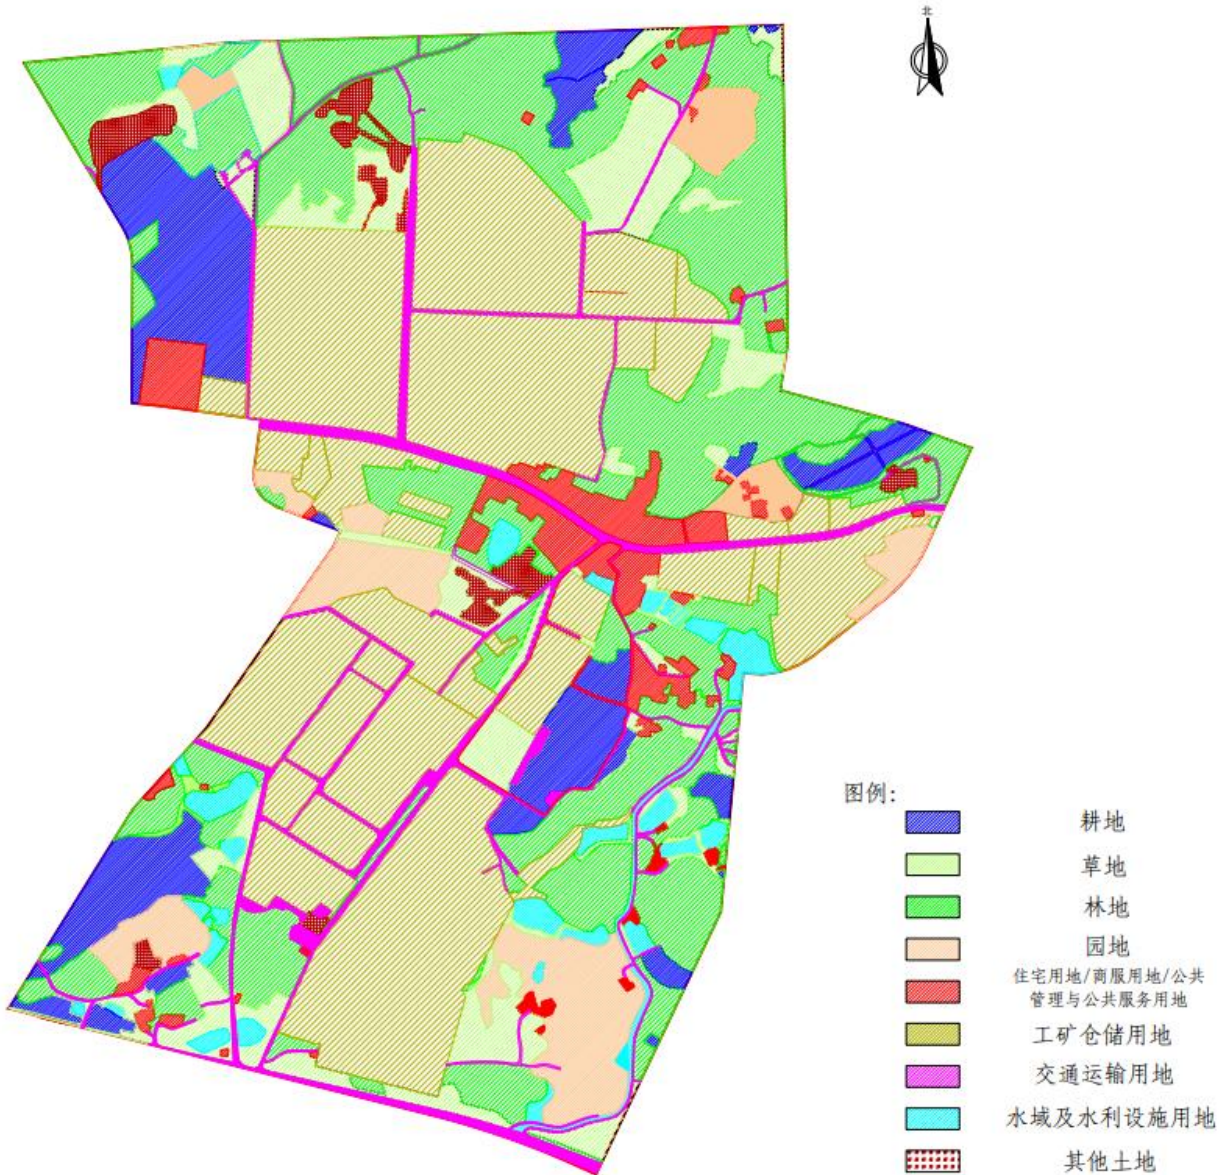 北
图例：
耕地
草地
林地
园地
住宅用地/商服用地/公共
管理与公共服务用地
工矿仓储用地
交通运输用地
水域及水利设施用地
其他土地